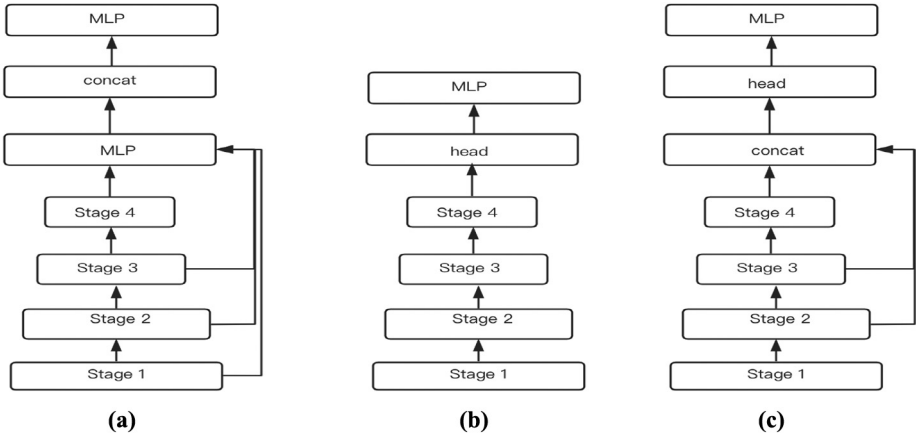 MLP
concat
MLP
Stage 4
Stage 3
Stage 2
Stage 1
(a)
MLP
head
Stage 4
Stage 3
Stage 2
Stage 1
(b)
MLP
head
concat
Stage 4
Stage 3
Stage 2
Stage 1
(c)